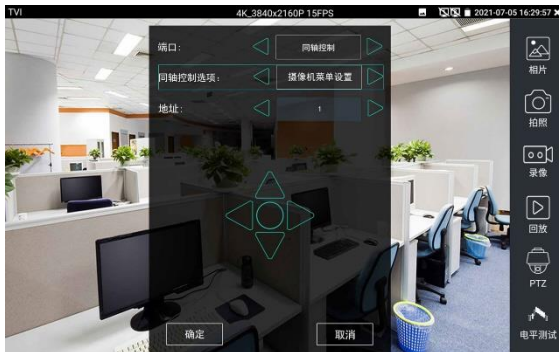 TVI
4K_3840x2160P 15FPS
2021-07-05 16:29:57
端口：
同轴控制
同轴控制选项：
摄像机菜单设置
地址：
1
确定
取消
相片
拍照
录像
回放
PTZ
电平测试